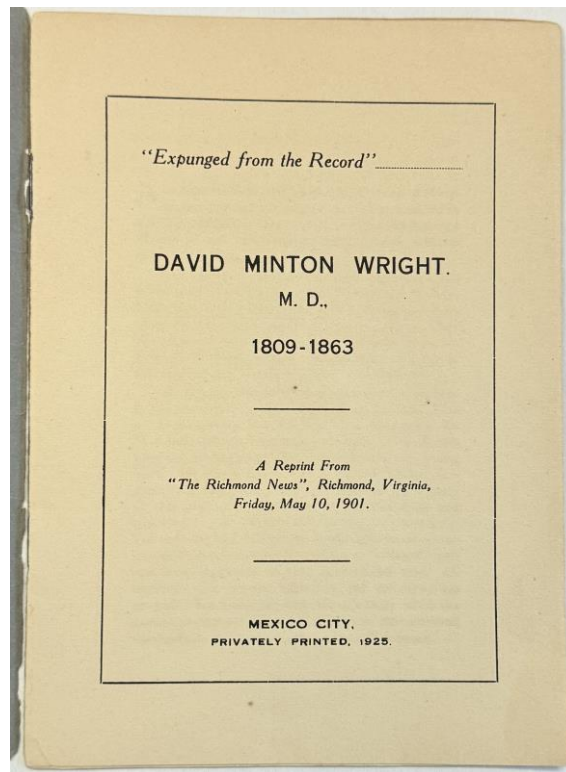 “Expunged from the Record”....................
DAVID MINTON WRIGHT.
M. D.,
1809-1863
A Reprint From
“The Richmond News”, Richmond, Virginia,
Friday, May 10, 1901.
MEXICO CITY,
PRIVATELY PRINTED, 1925.